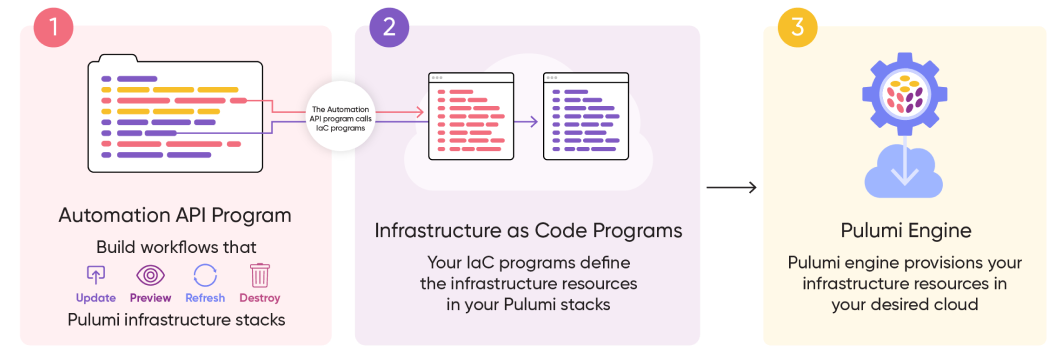 1
Automation API Program
Build workflows that
Update Preview Refresh Destroy
Pulumi infrastructure stacks
The Automation
API program calls
IaC programs
2
Infrastructure as Code Programs
Your IaC programs define
the infrastructure resources
in your Pulumi stacks
3
Pulumi Engine
Pulumi engine provisions your
infrastructure resources in
your desired cloud